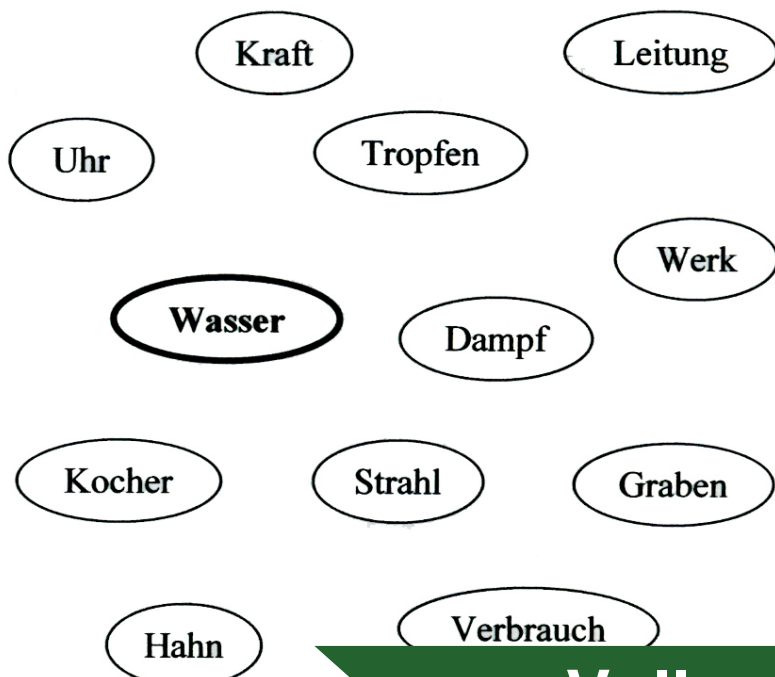 Kraft
Leitung
Uhr
Tropfen
Werk
Wasser
Dampf
Kocher
Strahl
Graben
Hahn
Verbrauch